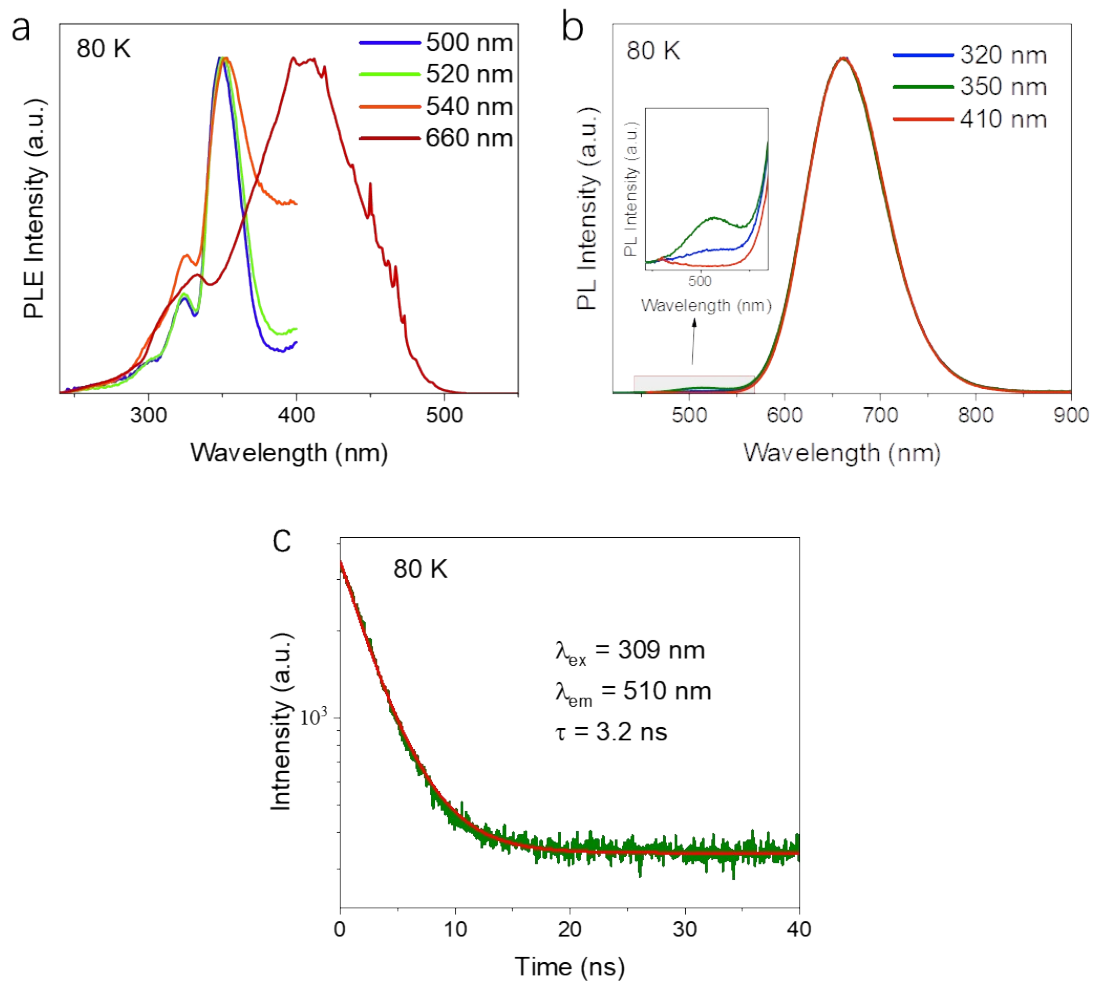 a
80 K
500 nm
520 nm
540 nm
660 nm
PLE Intensity (a.u.)
300
400
500
Wavelength (nm)
b
80 K
320 nm
350 nm
410 nm
PL Intensity (a.u.)
PL Intensity (a.u.)
500
Wavelength (nm)
500
600
700
800
900
Wavelength (nm)
c
80 K
λex = 309 nm
λem = 510 nm
τ = 3.2 ns
Intnensity (a.u.)
10³
0
10
20
30
40
Time (ns)